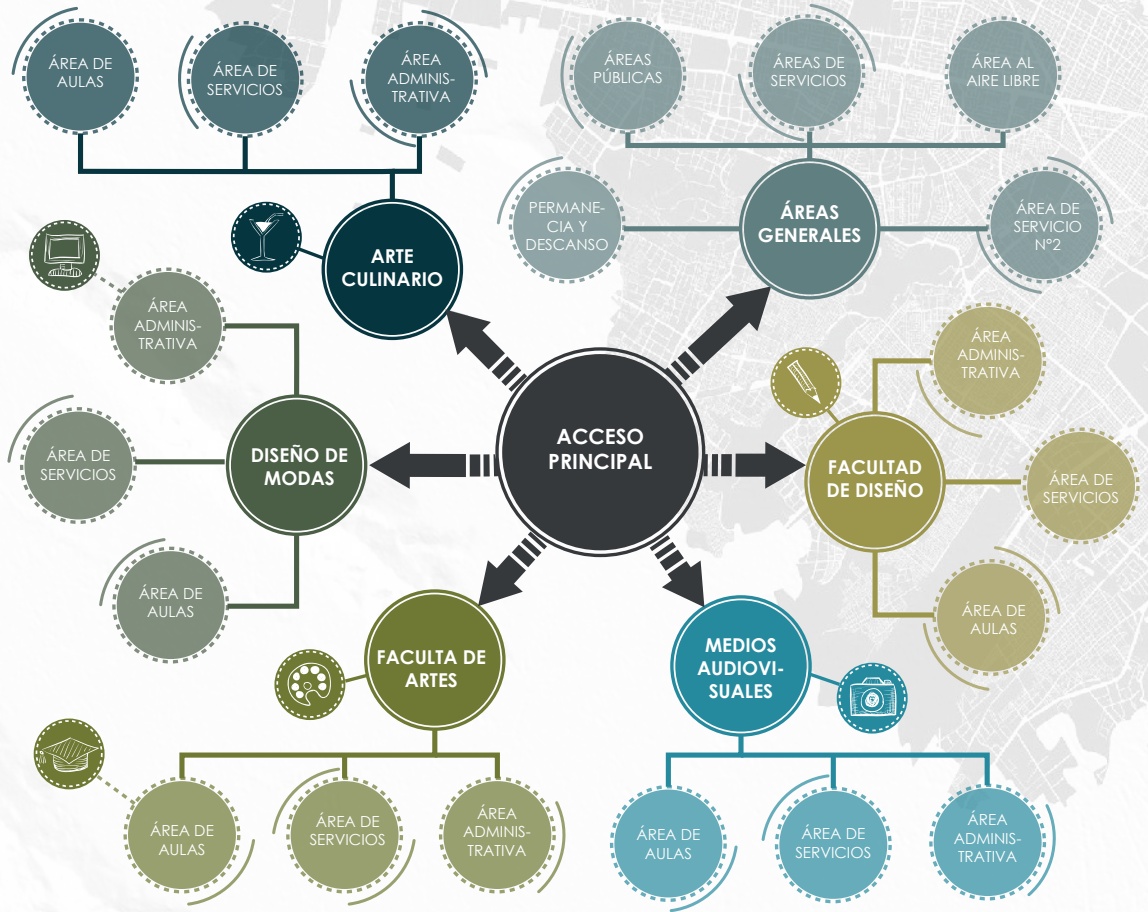 ÁREA DE
AULAS
ÁREA DE
SERVICIOS
ÁREA
ADMINIS-
TRATIVA
ÁREAS
PÚBLICAS
ÁREAS DE
SERVICIOS
ÁREA AL
AIRE LIBRE
ARTE
CULINARIO
PERMANE-
CIA Y
DESCANSO
ÁREAS
GENERALES
ÁREA DE
SERVICIO
N°2
ÁREA
ADMINIS-
TRATIVA
ÁREA DE
SERVICIOS
DISEÑO DE
MODAS
ÁREA DE
AULAS
ACCESO
PRINCIPAL
ÁREA
ADMINIS-
TRATIVA
FACULTAD
DE DISEÑO
ÁREA DE
SERVICIOS
ÁREA DE
AULAS
FACULTA DE
ARTES
ÁREA DE
AULAS
ÁREA DE
SERVICIOS
ÁREA
ADMINIS-
TRATIVA
MEDIOS
AUDIOVI-
SUALES
ÁREA DE
AULAS
ÁREA DE
SERVICIOS
ÁREA
ADMINIS-
TRATIVA